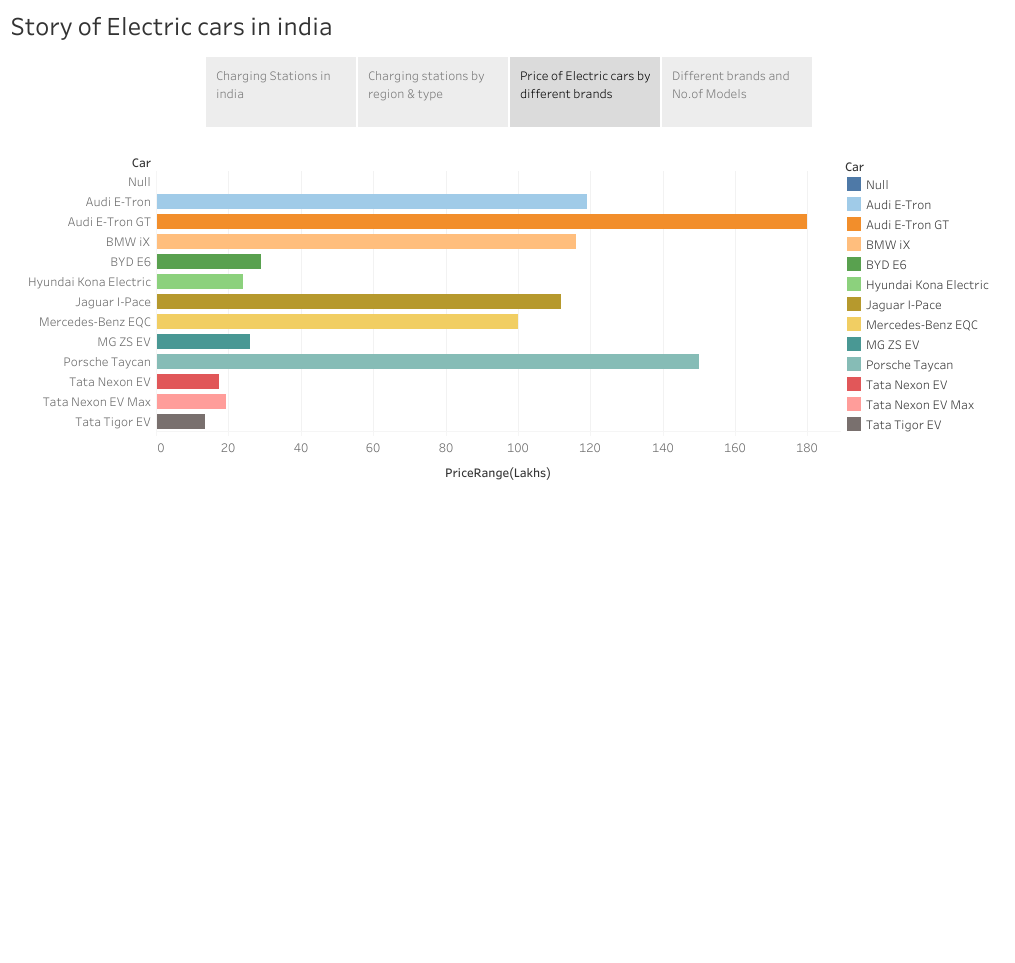 Story of Electric cars in india
Charging Stations in
india
Charging stations by
region & type
Price of Electric cars by
different brands
Different brands and
No.of Models
Car
Null
Audi E-Tron
Audi E-Tron GT
BMW iX
BYD E6
Hyundai Kona Electric
Jaguar I-Pace
Mercedes-Benz EQC
MG ZS EV
Porsche Taycan
Tata Nexon EV
Tata Nexon EV Max
Tata Tigor EV
0 20 40 60 80 100 120 140 160 180
PriceRange(Lakhs)
Car
Null
Audi E-Tron
Audi E-Tron GT
BMW iX
BYD E6
Hyundai Kona Electric
Jaguar I-Pace
Mercedes-Benz EQC
MG ZS EV
Porsche Taycan
Tata Nexon EV
Tata Nexon EV Max
Tata Tigor EV